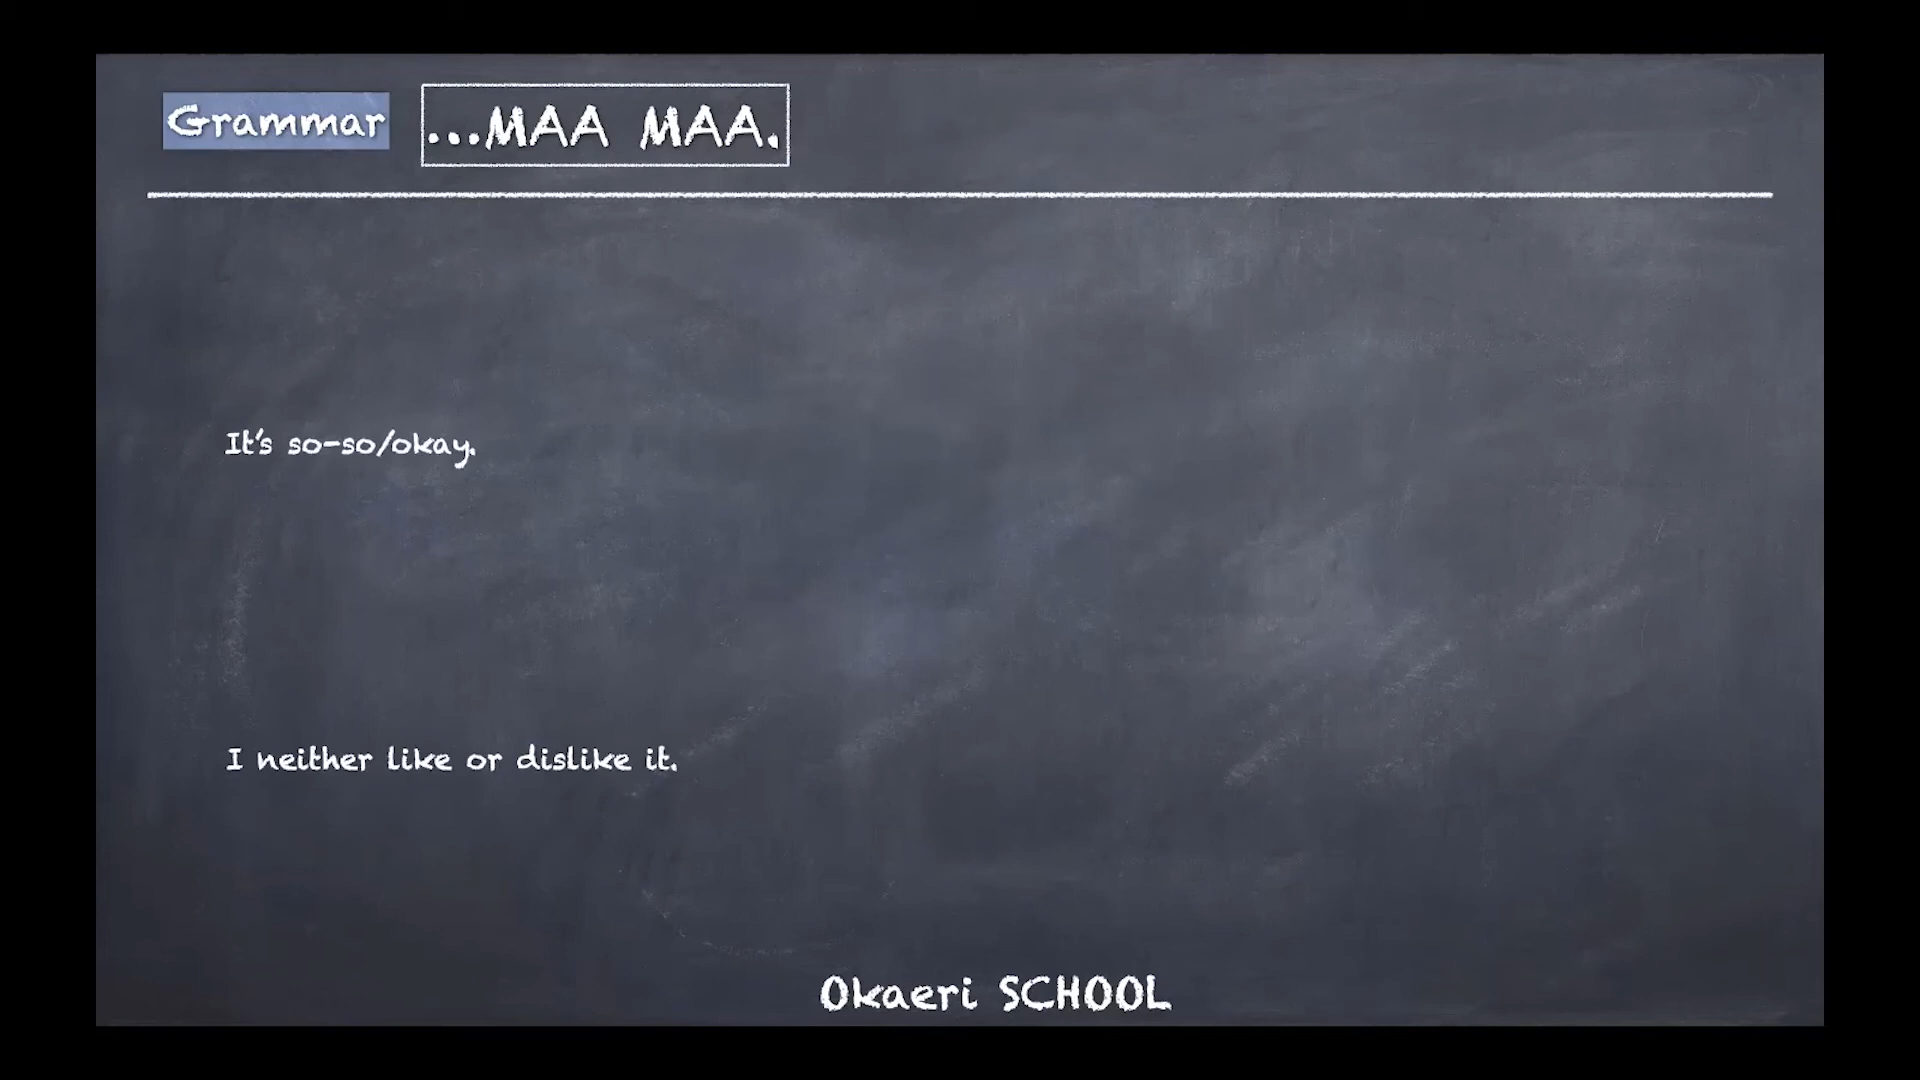 Grammar ...MAA MAA.
It's so-so/okay.
I neither like or dislike it.
Okaeri SCHOOL